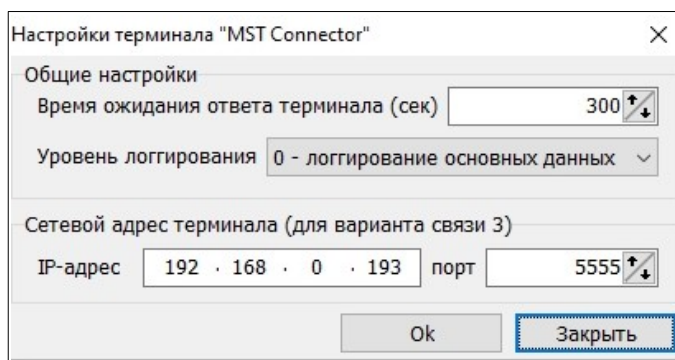 Настройки терминала "MST Connector"
Общие настройки
Время ожидания ответа терминала (сек) 300
Уровень логгирования 0 - логгирование основных данных
Сетевой адрес терминала (для варианта связи 3)
IP-адрес 192 . 168 . 0 . 193 порт 5555
Ok Закрыть